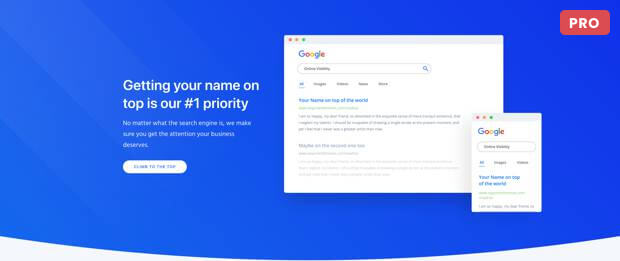 PRO
Getting your name on
top is our #1 priority
No matter what the search engine is, we make
sure you get the attention your business
deserves.
CLIMB TO THE TOP
Google
Online Visibility
All Images Videos News More
Your Name on top of the world
I am so happy, my dear friend, so absorbed in the exquisite sense of mere tranquil existence, that
I neglect my talents. I should be incapable of drawing a single stroke at the present moment; and
yet I feel that I never was a greater artist than now.
Maybe on the second one too
Google
Online Visibility
All Images Videos
Your Name on top
of the world
I am so happy, my dear friend, so